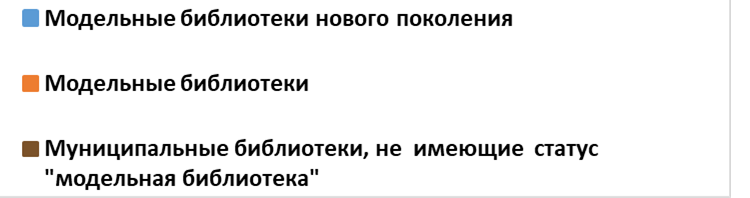 Модельные библиотеки нового поколения
Модельные библиотеки
Муниципальные библиотеки, не имеющие статус
"модельная библиотека"